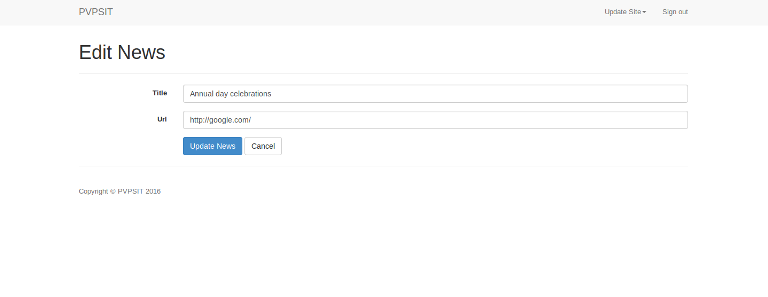 PVPSIT Update Site Sign out
Edit News
Title Annual day celebrations
Url http://google.com/
Update News Cancel
Copyright © PVPSIT 2016